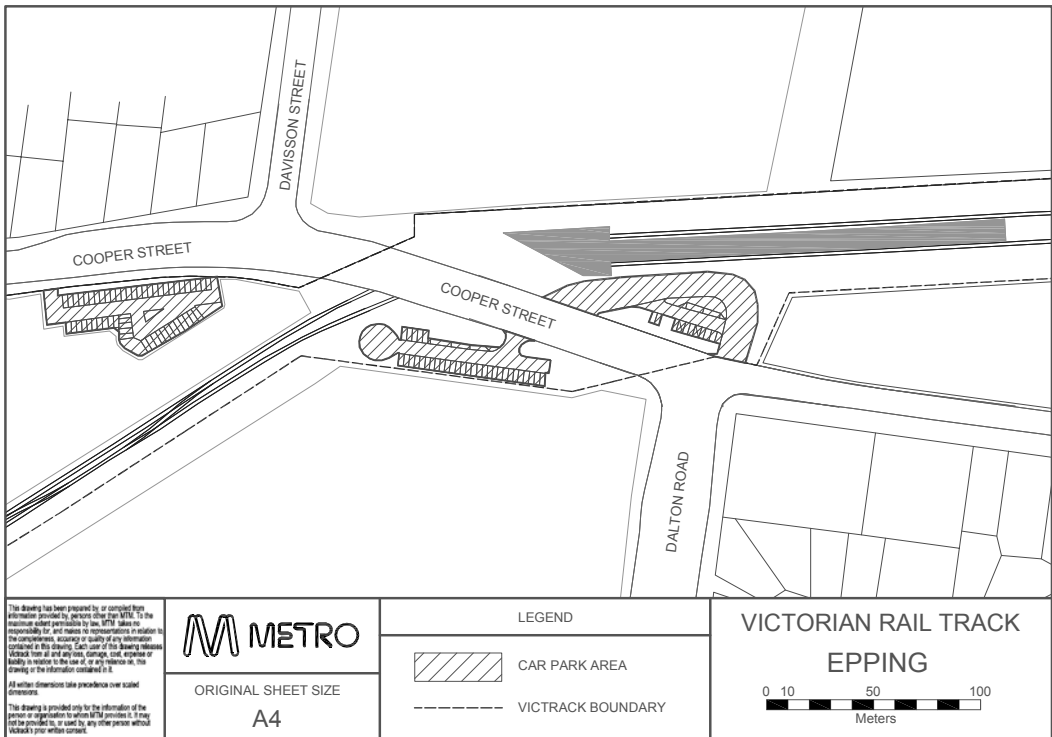 DAVISSON STREET
COOPER STREET
COOPER STREET
DALTON ROAD
This drawing has been prepared by, or compiled from
information provided by, persons other than MTM. To the
maximum extent permissible by law, MTM takes no
responsibility for, and makes no representations in relation to
the completeness, accuracy or quality of any information
contained in this drawing. Each user of this drawing releases
Victrack from all and any loss, damage, cost, expense or
liability in relation to the use of, or any reliance on, this
drawing or the information contained in it.
All written dimensions take precedence over scaled
dimensions.
This drawing is provided only for the information of the
person or organisation to whom MTM provides it. It may
not be provided to, or used by, any other person without
Victrack's prior written consent.
METRO
ORIGINAL SHEET SIZE
A4
LEGEND
CAR PARK AREA
VICTRACK BOUNDARY
VICTORIAN RAIL TRACK
EPPING
0 10 50 100
Meters